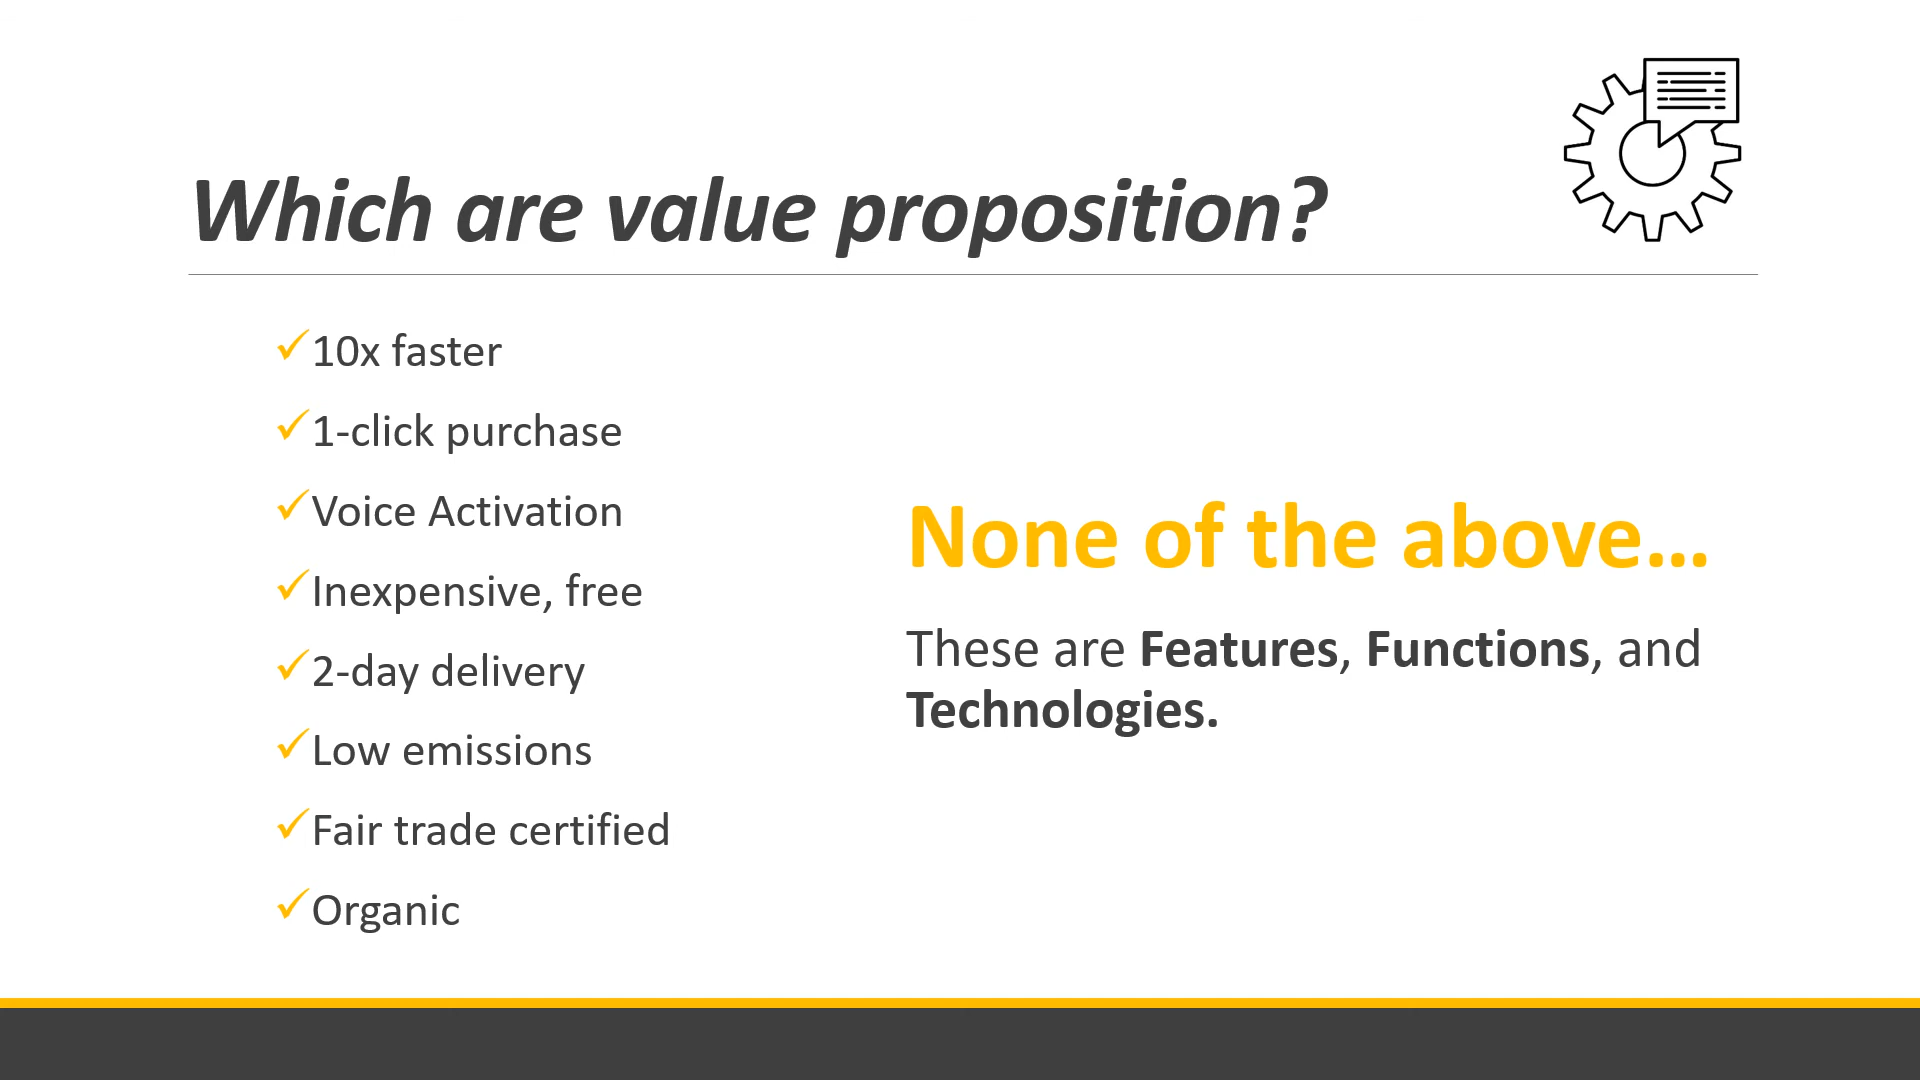 Which are value proposition?
10x faster
1-click purchase
Voice Activation
Inexpensive, free
2-day delivery
Low emissions
Fair trade certified
Organic
None of the above…
These are Features, Functions, and
Technologies.